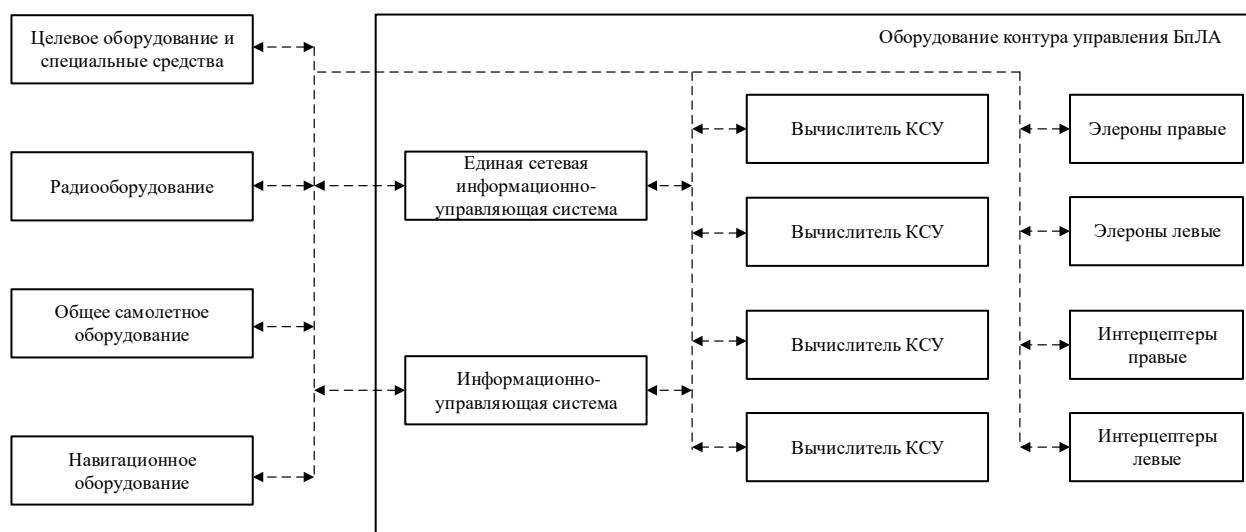 Целевое оборудование и
специальные средства
Радиооборудование
Общее самолетное
оборудование
Навигационное
оборудование
Оборудование контура управления БпЛА
Единая сетевая
информационно-
управляющая система
Информационно-
управляющая система
Вычислитель КСУ
Вычислитель КСУ
Вычислитель КСУ
Вычислитель КСУ
Элероны правые
Элероны левые
Интерцептеры
правые
Интерцептеры
левые